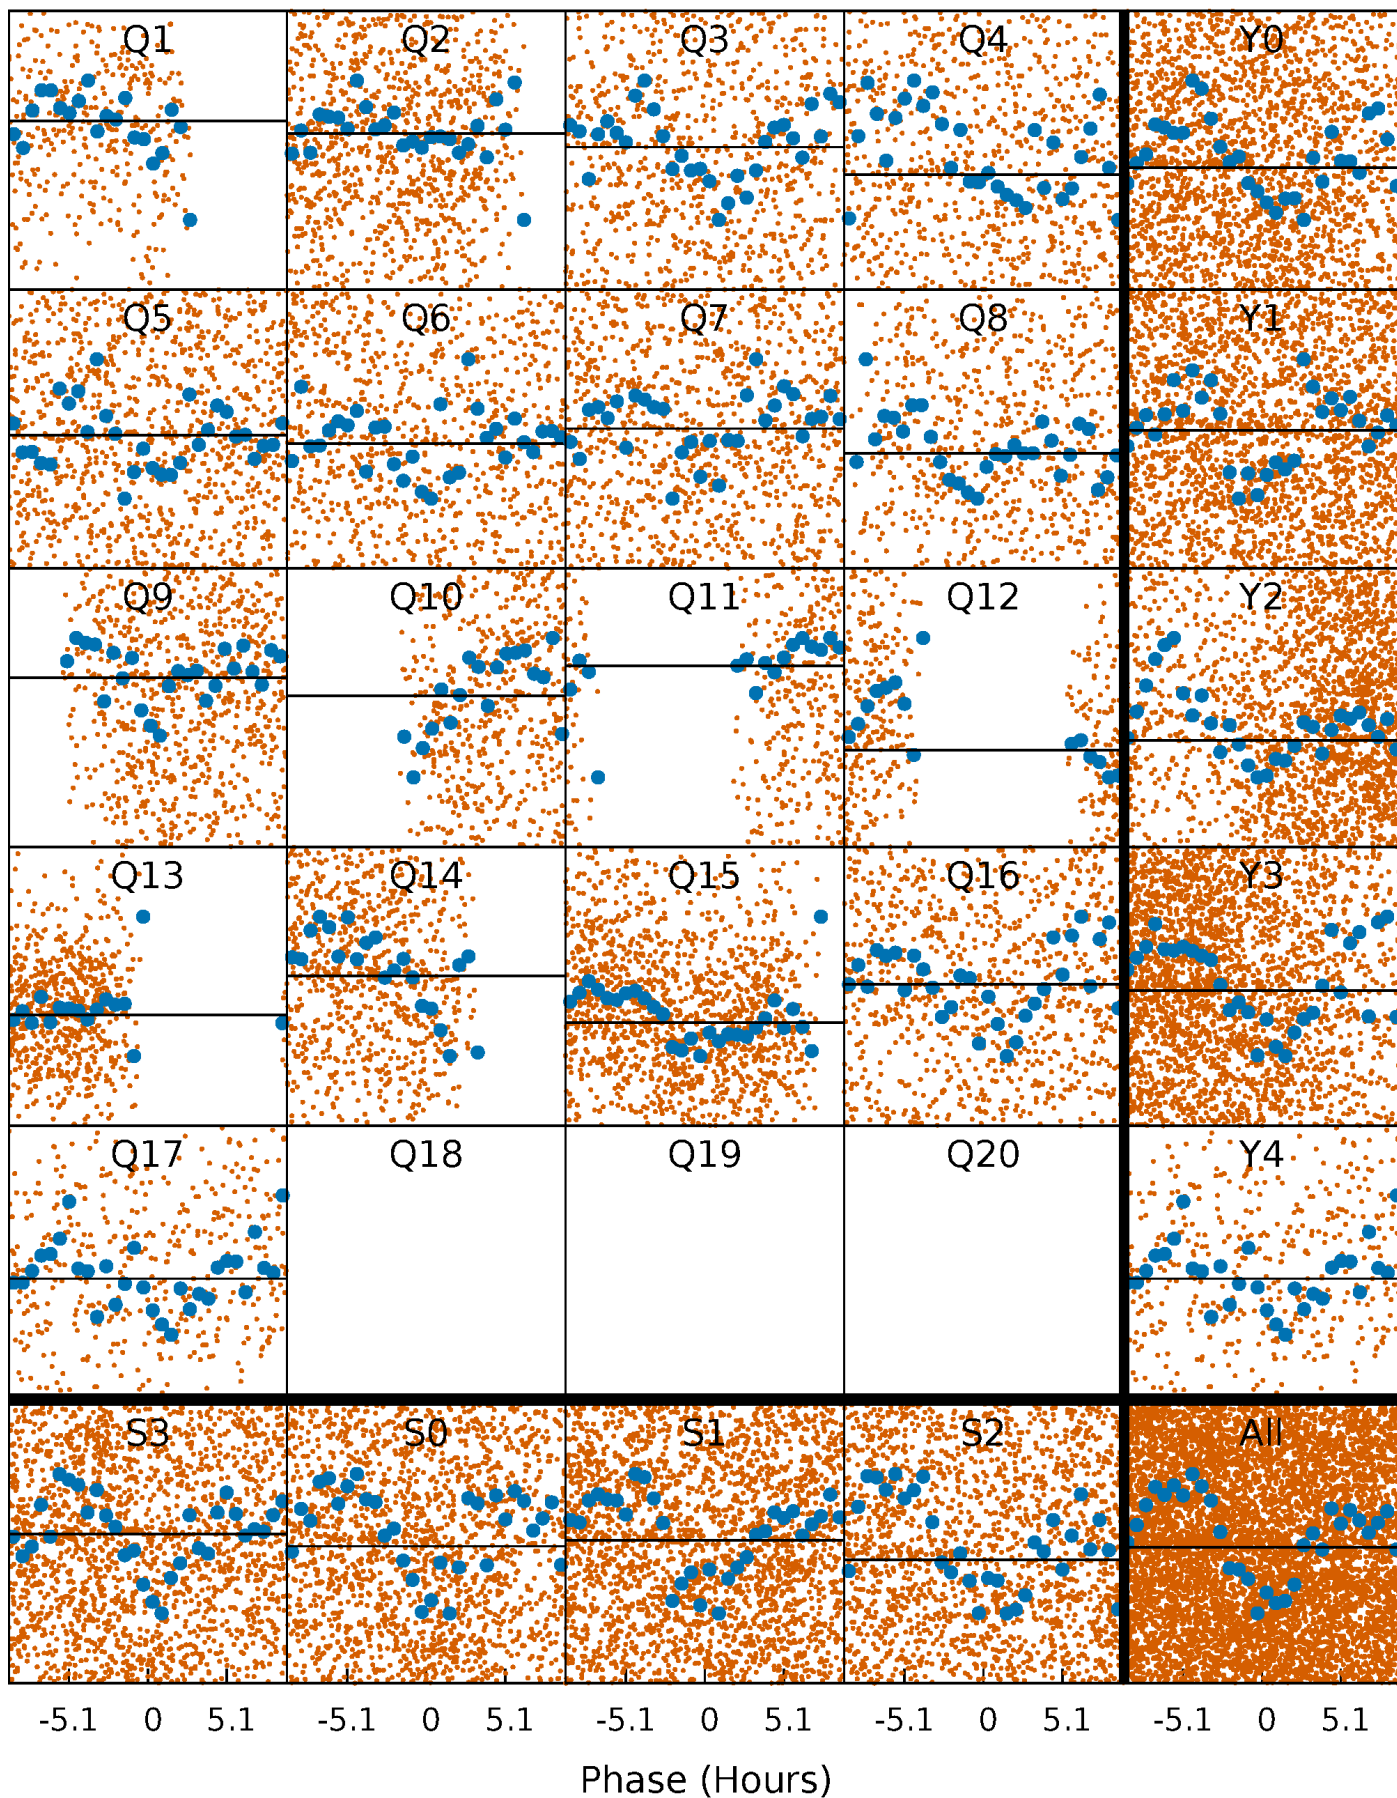 Q1 Q2 Q3 Q4 Y0
Q5 Q6 Q7 Q8 Y1
Q9 Q10 Q11 Q12 Y2
Q13 Q14 Q15 Q16 Y3
Q17 Q18 Q19 Q20 Y4
S3 S0 S1 S2 All
-5.1 0 5.1 -5.1 0 5.1 -5.1 0 5.1 -5.1 0 5.1 -5.1 0 5.1
Phase (Hours)